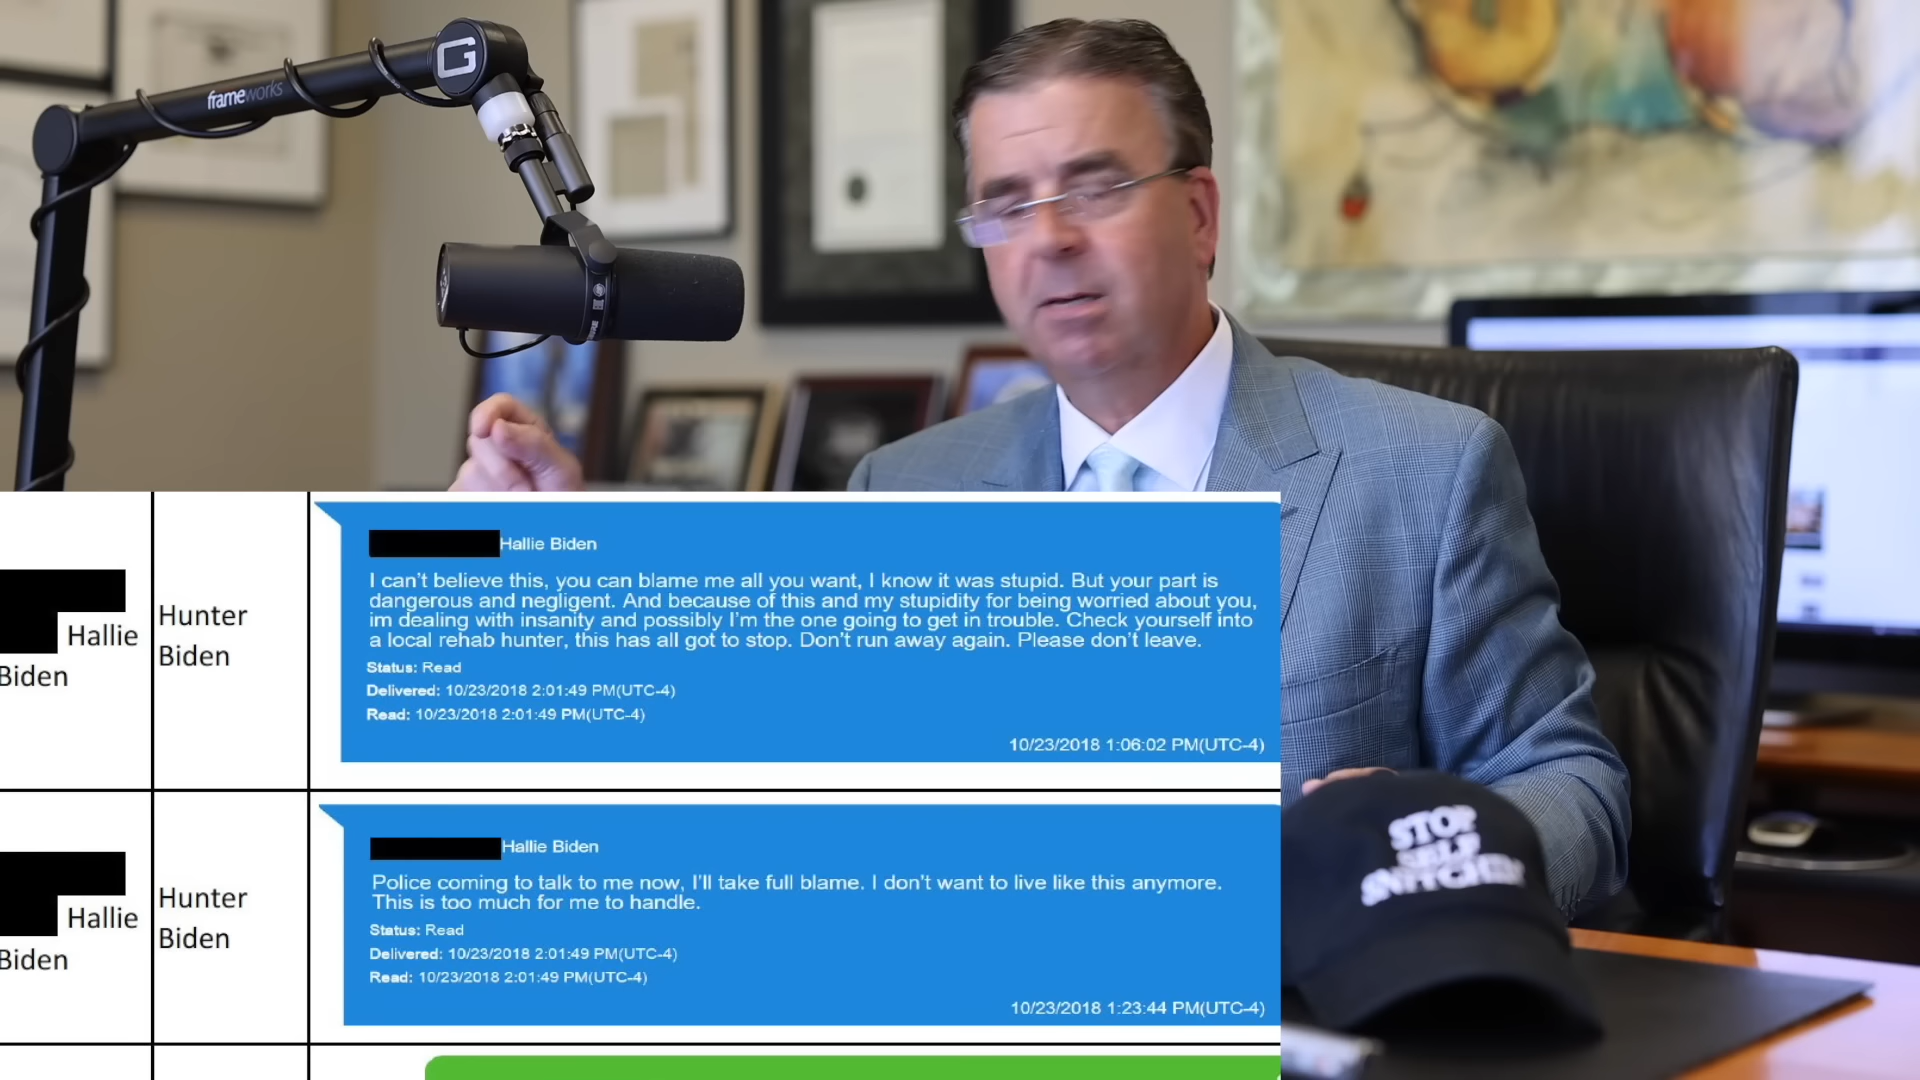 G
frameworks
Hallie
Biden
Hunter
Biden
Hallie Biden
I can't believe this, you can blame me all you want, I know it was stupid. But your part is
dangerous and negligent. And because of this and my stupidity for being worried about you,
im dealing with insanity and possibly I'm the one going to get in trouble. Check yourself into
a local rehab hunter, this has all got to stop. Don't run away again. Please don't leave.
Status: Read
Delivered: 10/23/2018 2:01:49 PM(UTC-4)
Read: 10/23/2018 2:01:49 PM(UTC-4)
10/23/2018 1:06:02 PM(UTC-4)
Hallie
Biden
Hunter
Biden
Hallie Biden
Police coming to talk to me now, I'll take full blame. I don't want to live like this anymore.
This is too much for me to handle.
Status: Read
Delivered: 10/23/2018 2:01:49 PM(UTC-4)
Read: 10/23/2018 2:01:49 PM(UTC-4)
10/23/2018 1:23:44 PM(UTC-4)
STOP
SELF